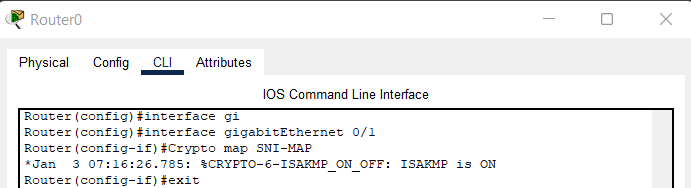 Router0
Physical Config CLI Attributes
IOS Command Line Interface
Router(config)#interface gi
Router(config)#interface gigabitEthernet 0/1
Router(config-if)#Crypto map SNI-MAP
*Jan  3 07:16:26.785: %CRYPTO-6-ISAKMP_ON_OFF: ISAKMP is ON
Router(config-if)#exit